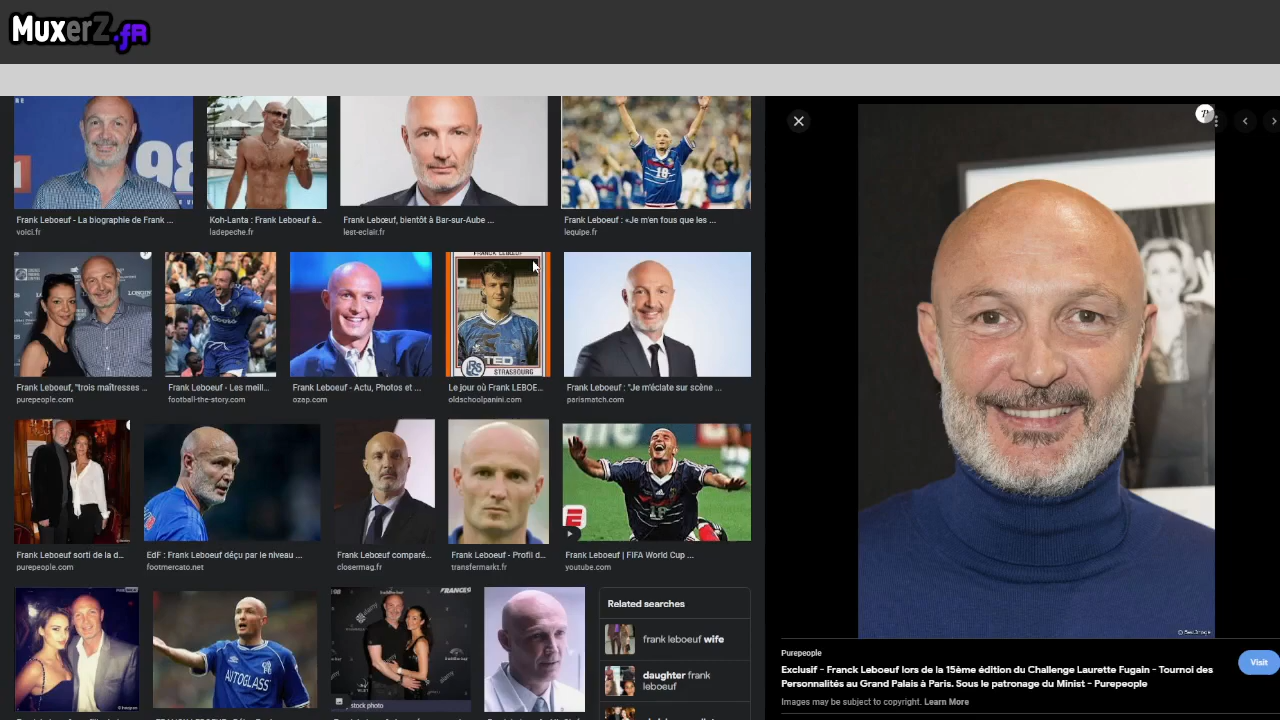 MuxerZ.fR
98
Frank Leboeuf - La biographie de Frank ...
voici.fr
Koh-Lanta : Frank Leboeuf à...
ladepeche.fr
Frank Lebœuf, bientôt à Bar-sur-Aube ...
lest-eclair.fr
Frank Leboeuf : «Je m'en fous que les ...
lequipe.fr
Frank Leboeuf, "trois maîtresses ...
purepeople.com
Frank Leboeuf - Les meill...
football-the-story.com
Frank Leboeuf - Actu, Photos et ...
ozap.com
FRANCK LEBŒUF
STRASBOURG
Le jour où Frank LEBOE...
oldschoolpanini.com
Frank Leboeuf : "Je m'éclate sur scène ...
parismatch.com
Frank Leboeuf sorti de la d...
purepeople.com
EdF : Frank Leboeuf déçu par le niveau ...
footmercato.net
Frank Lebœuf comparé...
closermag.fr
Frank Leboeuf - Profil d...
transfermarkt.fr
Frank Leboeuf | FIFA World Cup ...
youtube.com
AUTOGLASS
stock photo
Related searches
frank leboeuf wife
daughter frank
leboeuf
© BestImage
Purepeople
Exclusif - Franck Leboeuf lors de la 15ème édition du Challenge Laurette Fugain - Tournoi des
Personnalités au Grand Palais à Paris. Sous le patronage du Minist - Purepeople
Visit
Images may be subject to copyright. Learn More